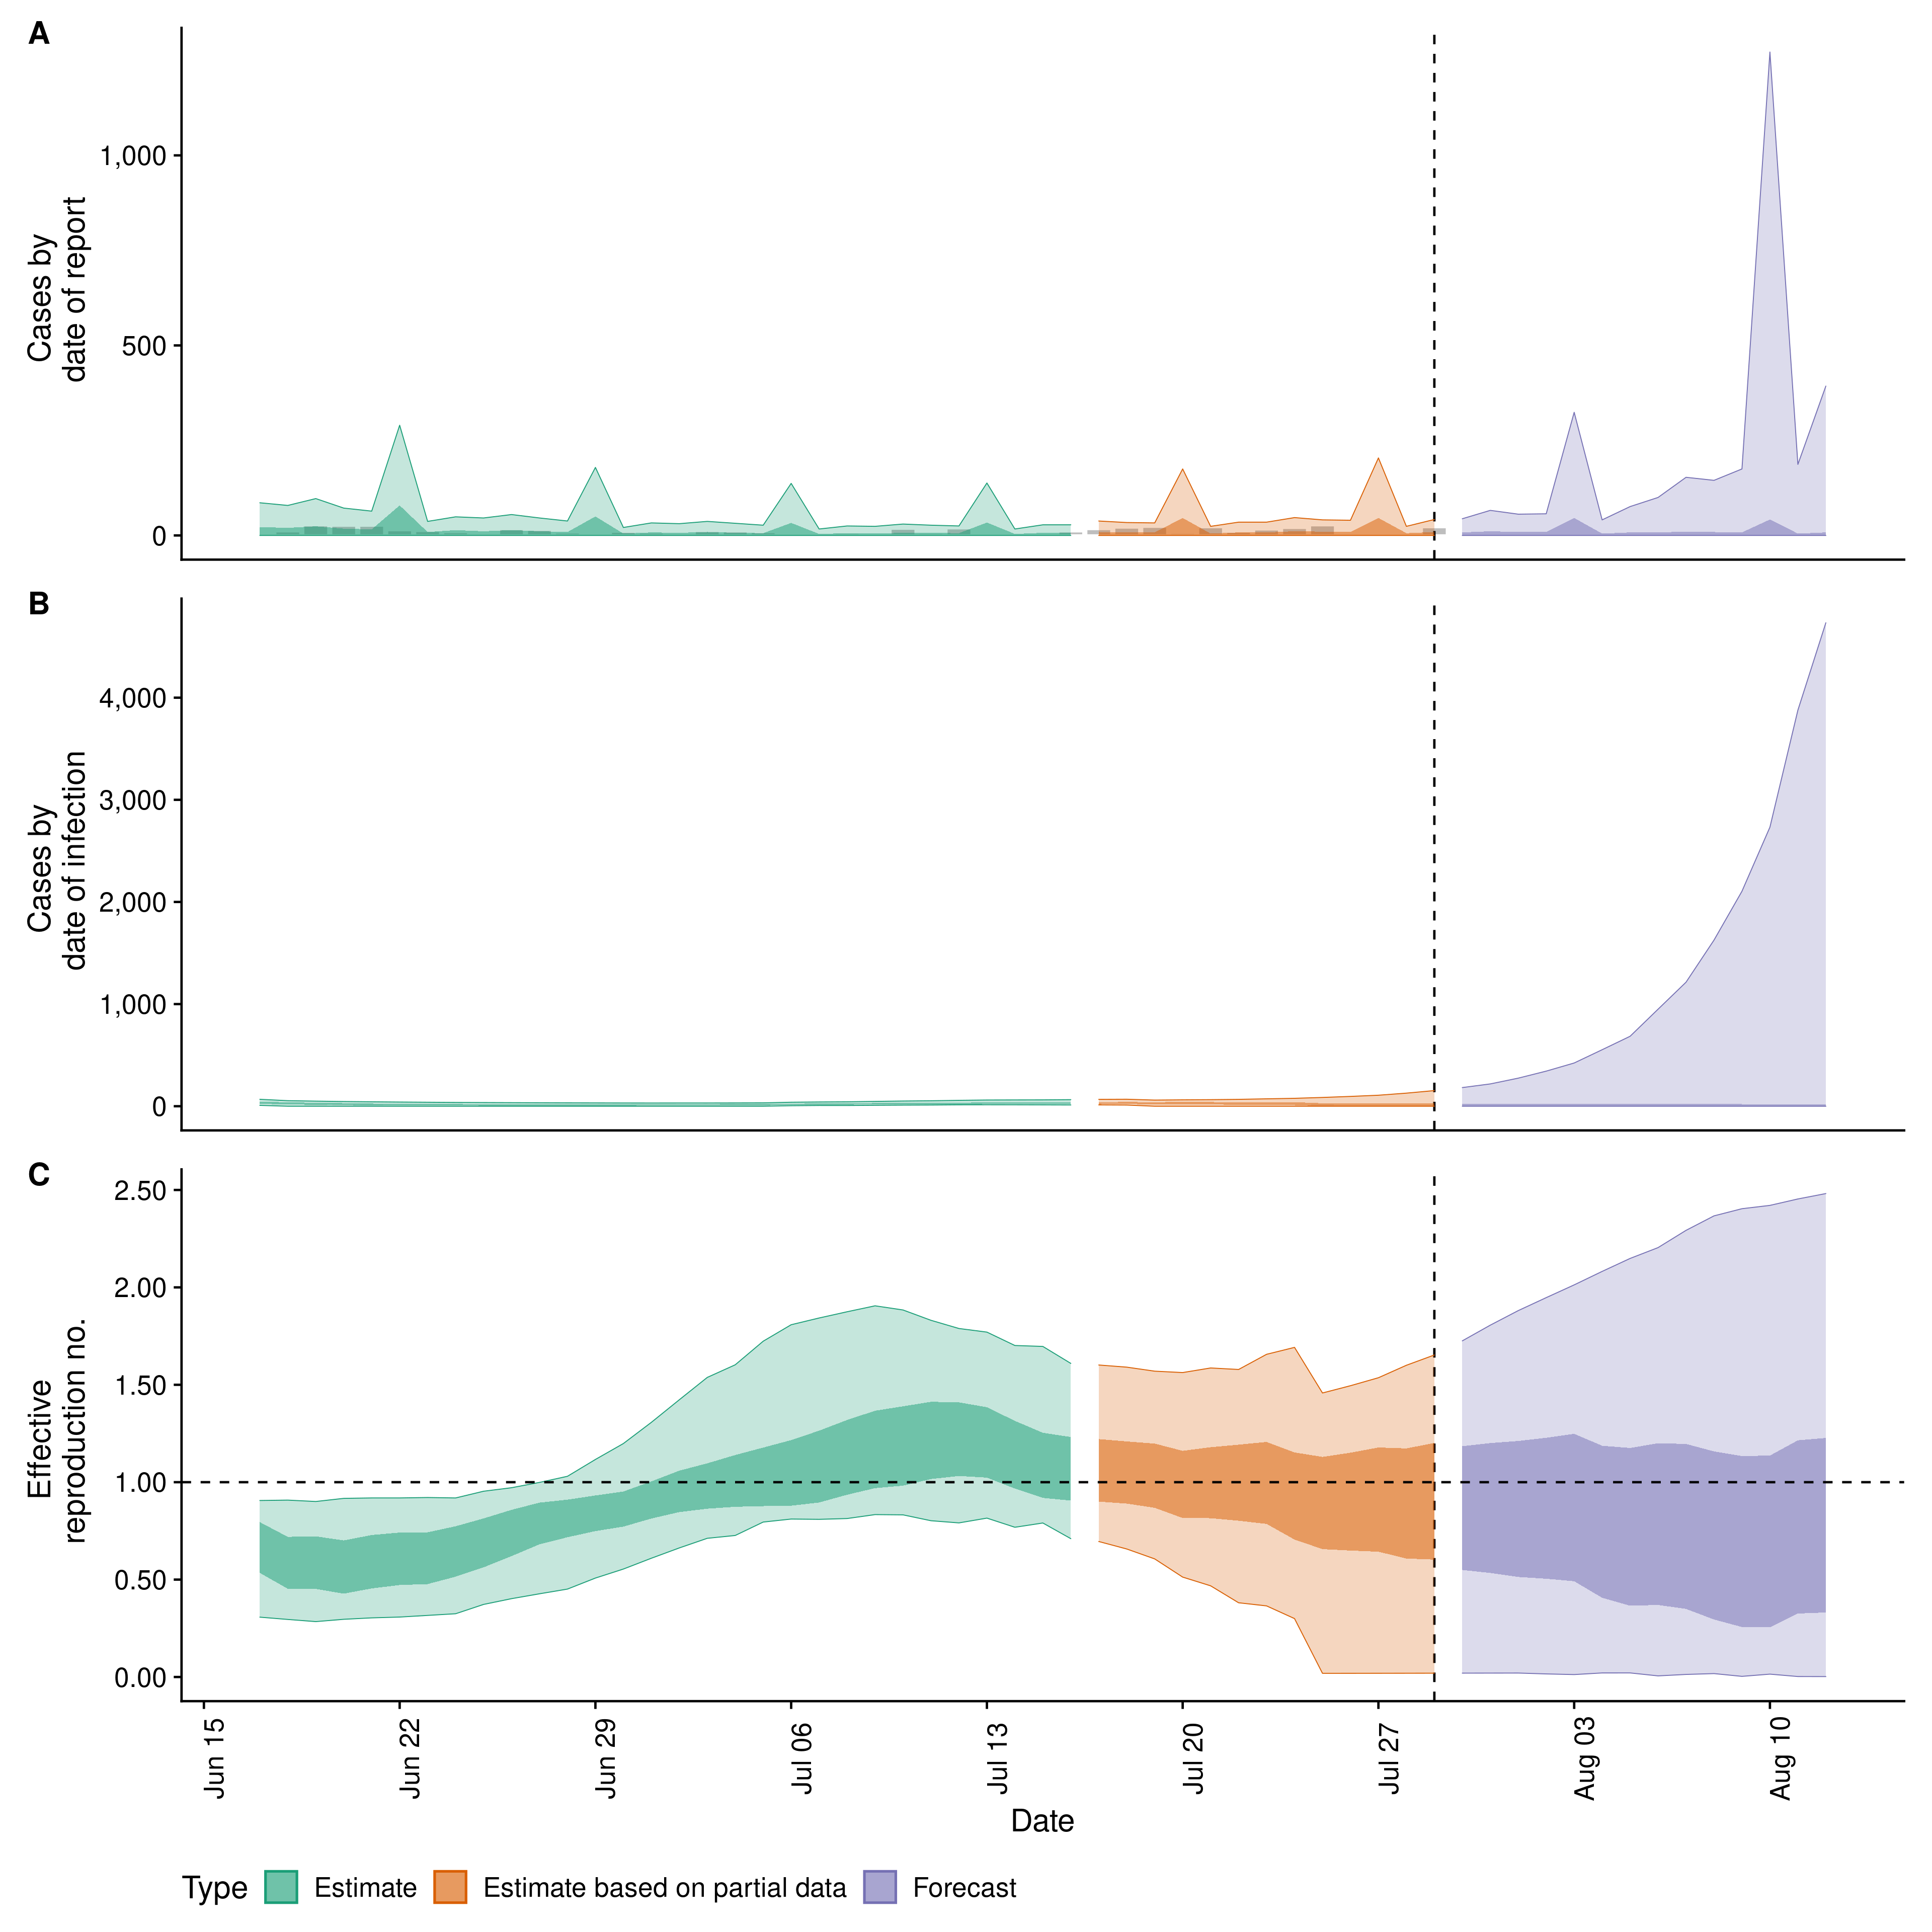 A
Cases by
date of report
1,000
500
0
B
Cases by
date of infection
4,000
3,000
2,000
1,000
0
C
Effective
reproduction no.
2.50
2.00
1.50
1.00
0.50
0.00
Jun 15
Jun 22
Jun 29
Jul 06
Jul 13
Jul 20
Jul 27
Aug 03
Aug 10
Date
Type Estimate Estimate based on partial data Forecast